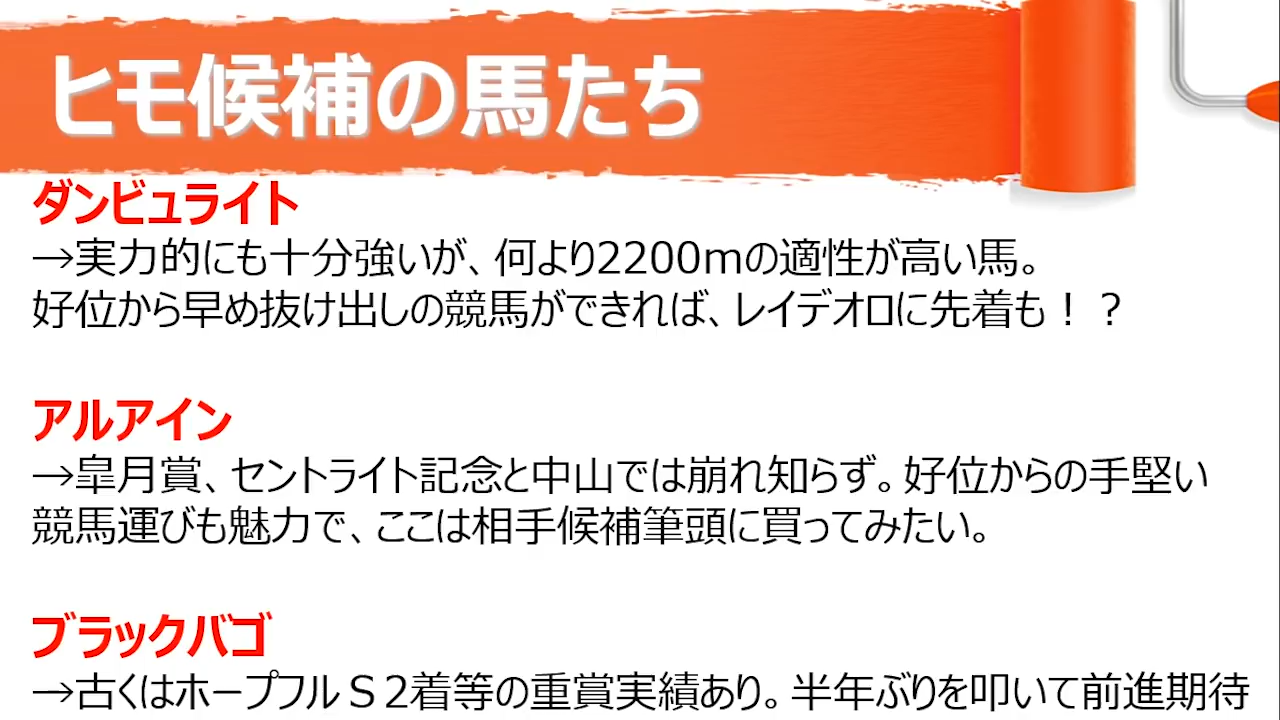 ヒモ候補の馬たち
ダンビュライト
→実力的にも十分強いが、何より2200mの適性が高い馬。
好位から早め抜け出しの競馬ができれば、レイデオロに先着も！？
アルアイン
→皐月賞、セントライト記念と中山では崩れ知らず。好位からの手堅い
競馬運びも魅力で、ここは相手候補筆頭に買ってみたい。
ブラックバゴ
→古くはホープフルＳ2着等の重賞実績あり。半年ぶりを叩いて前進期待